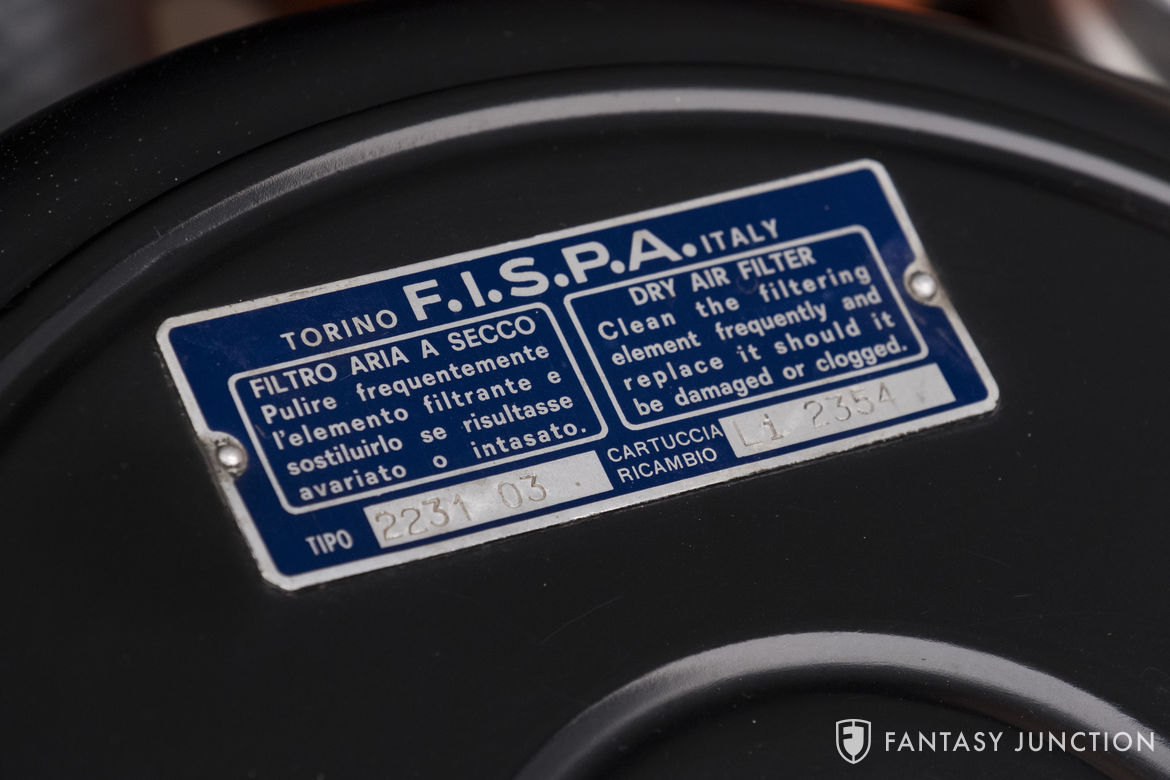 TORINO F.I.S.P.A. ITALY
FILTRO ARIA A SECCO
Pulire frequentemente
l'elemento filtrante e
sostiuirlo se risultasse
avariato o intasato.
DRY AIR FILTER
Clean the filtering
element frequently and
replace it should it
be damaged or clogged.
TIPO 2231 03
CARTUCCIA
RICAMBIO
Li 2354
FANTASY JUNCTION